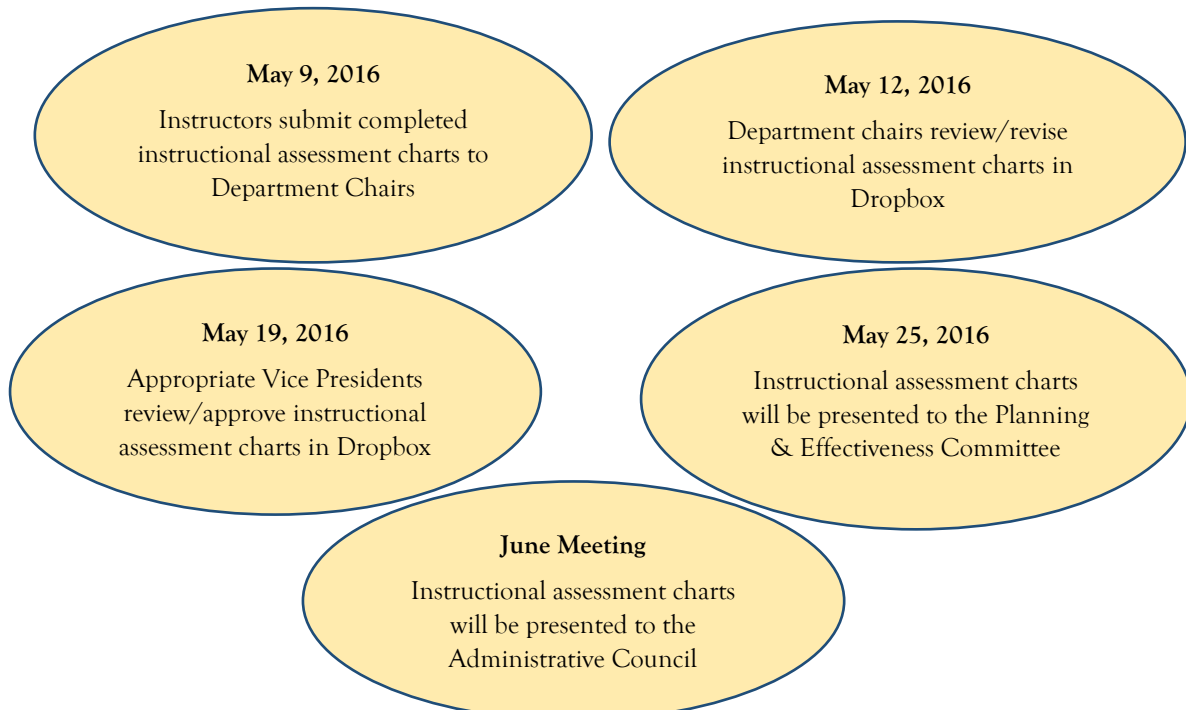 May 9, 2016
Instructors submit completed
instructional assessment charts to
Department Chairs
May 12, 2016
Department chairs review/revise
instructional assessment charts in
Dropbox
May 19, 2016
Appropriate Vice Presidents
review/approve instructional
assessment charts in Dropbox
May 25, 2016
Instructional assessment charts
will be presented to the Planning
& Effectiveness Committee
June Meeting
Instructional assessment charts
will be presented to the
Administrative Council